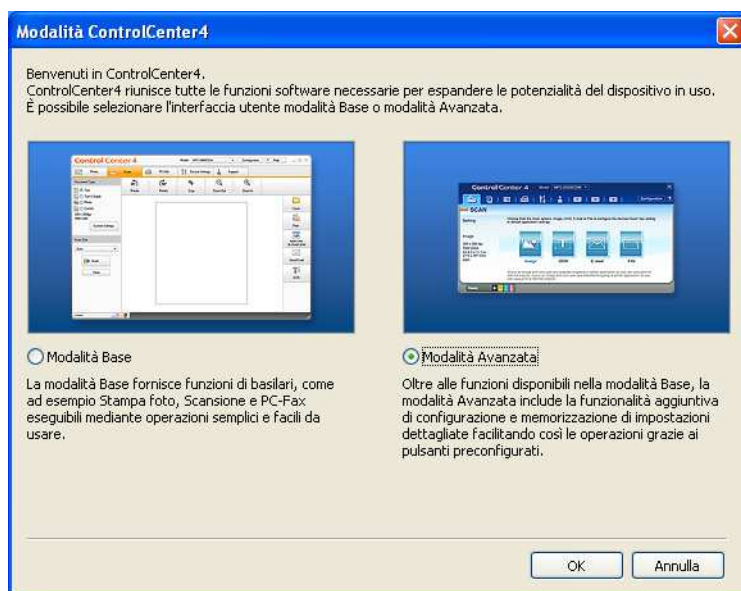 Modalità ControlCenter4
Benvenuti in ControlCenter4.
ControlCenter4 riunisce tutte le funzioni software necessarie per espandere le potenzialità del dispositivo in uso.
È possibile selezionare l'interfaccia utente modalità Base o modalità Avanzata.
Control Center 4
Control Center 4
SCAN
Modalità Base
La modalità Base fornisce funzioni di basilari, come
ad esempio Stampa foto, Scansione e PC-Fax
eseguibili mediante operazioni semplici e facili da
usare.
Modalità Avanzata
Oltre alle funzioni disponibili nella modalità Base, la
modalità Avanzata include la funzionalità aggiuntiva
di configurazione e memorizzazione di impostazioni
dettagliate facilitando così le operazioni grazie ai
pulsanti preconfigurati.
OK
Annulla